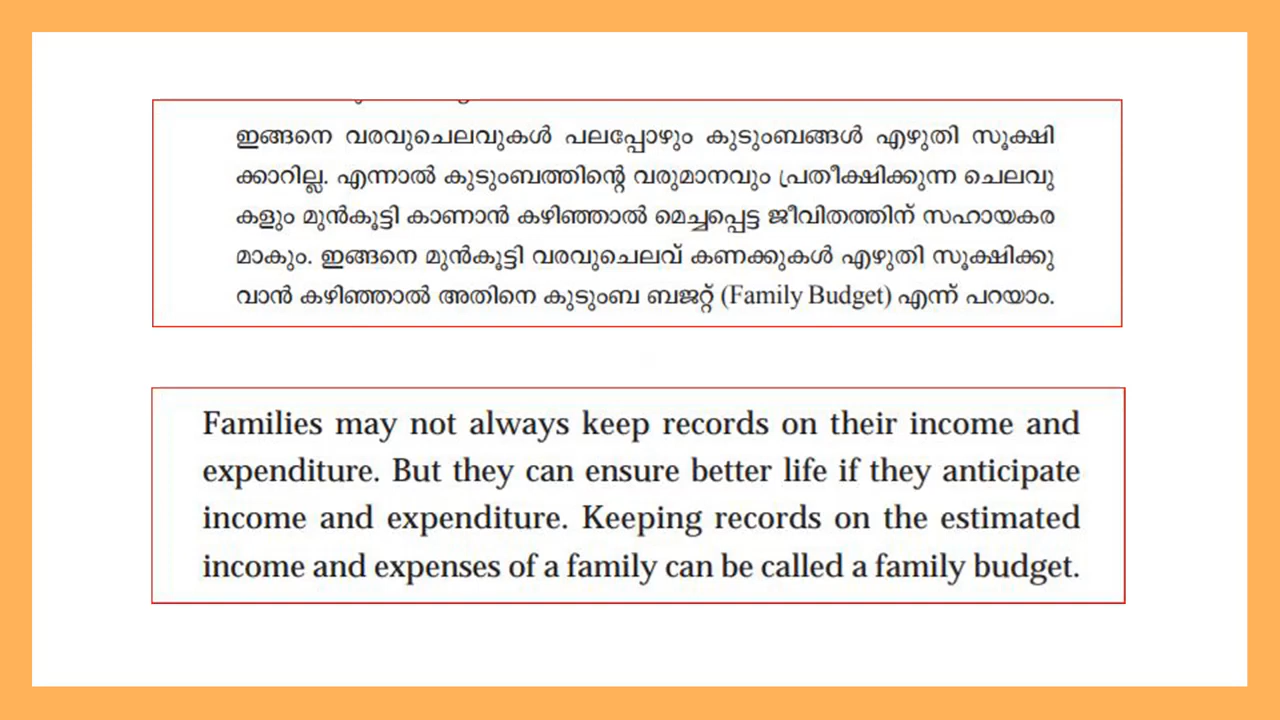 ഇങ്ങനെ വരവുചെലവുകൾ പലപ്പോഴും കുടുംബങ്ങൾ എഴുതി സൂക്ഷി
ക്കാറില്ല. എന്നാൽ കുടുംബത്തിന്റെ വരുമാനവും പ്രതീക്ഷിക്കുന്ന ചെലവു
കളും മുൻകൂട്ടി കാണാൻ കഴിഞ്ഞാൽ മെച്ചപ്പെട്ട ജീവിതത്തിന് സഹായകര
മാകും. ഇങ്ങനെ മുൻകൂട്ടി വരവുചെലവ് കണക്കുകൾ എഴുതി സൂക്ഷിക്കു
വാൻ കഴിഞ്ഞാൽ അതിനെ കുടുംബ ബജറ്റ് (Family Budget) എന്ന് പറയാം.
Families may not always keep records on their income and
expenditure. But they can ensure better life if they anticipate
income and expenditure. Keeping records on the estimated
income and expenses of a family can be called a family budget.